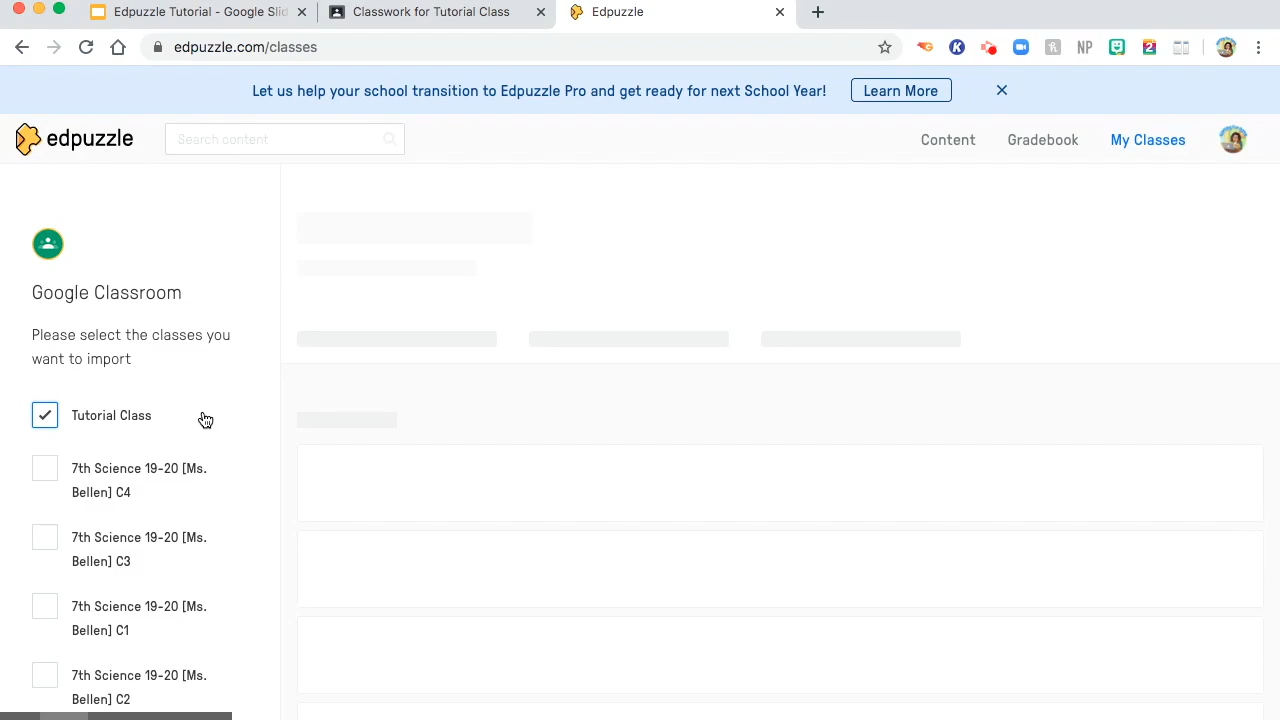 Edpuzzle Tutorial - Google Slid
Classwork for Tutorial Class
Edpuzzle
edpuzzle.com/classes
NP
Let us help your school transition to Edpuzzle Pro and get ready for next School Year!
Learn More
edpuzzle
Search content
Content
Gradebook
My Classes
Google Classroom
Please select the classes you
want to import
Tutorial Class
7th Science 19-20 [Ms.
Bellen] C4
7th Science 19-20 [Ms.
Bellen] C3
7th Science 19-20 [Ms.
Bellen] C1
7th Science 19-20 [Ms.
Bellen] C2